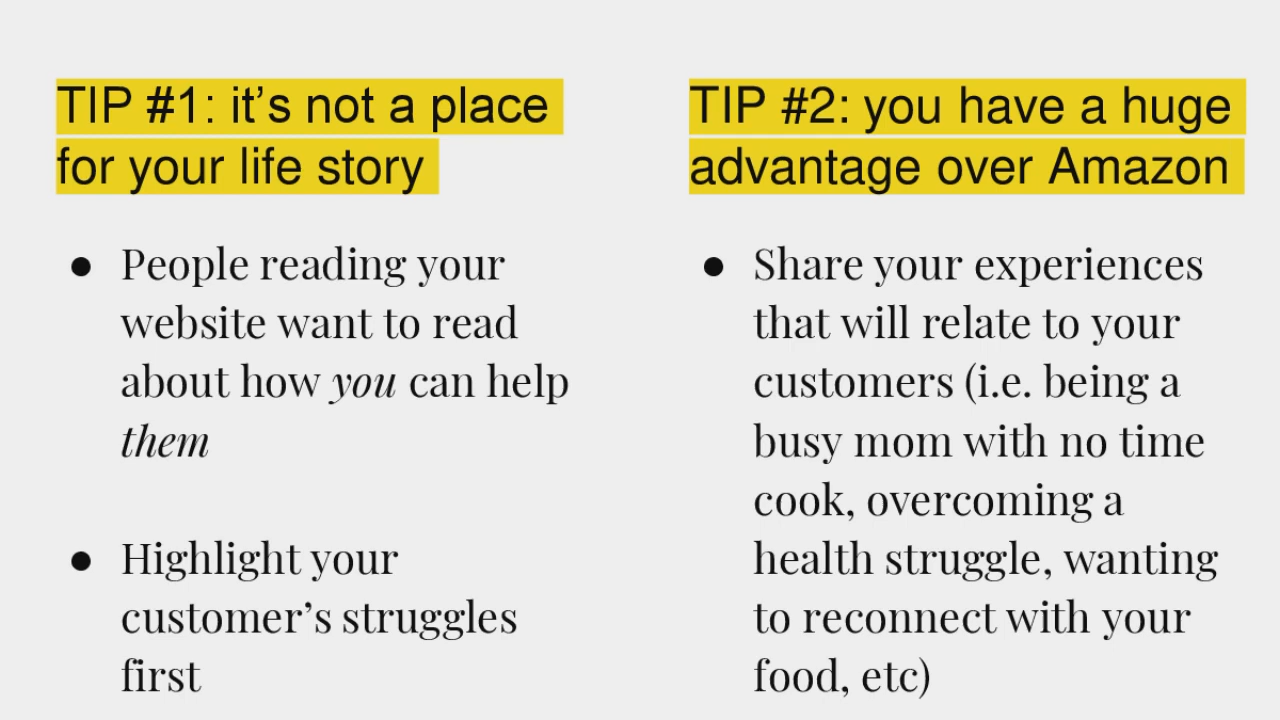 TIP #1: it’s not a place
for your life story
● People reading your
website want to read
about how you can help
them
● Highlight your
customer’s struggles
first
TIP #2: you have a huge
advantage over Amazon
● Share your experiences
that will relate to your
customers (i.e. being a
busy mom with no time
cook, overcoming a
health struggle, wanting
to reconnect with your
food, etc)